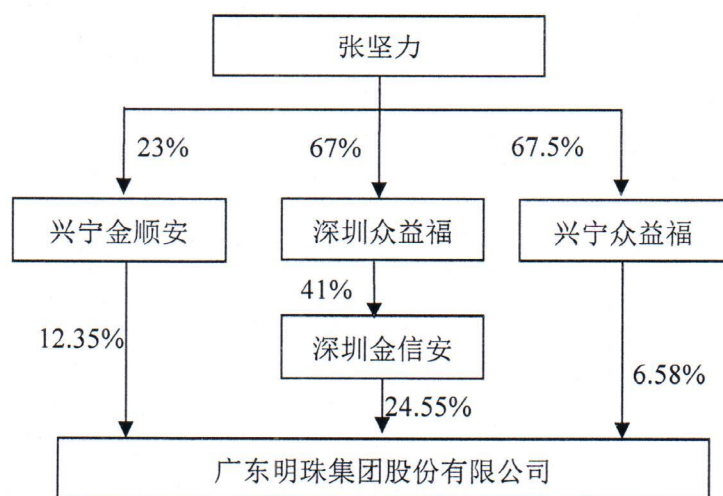 张坚力
23%
67%
67.5%
兴宁金顺安
深圳众益福
兴宁众益福
41%
12.35%
深圳金信安
6.58%
24.55%
广东明珠集团股份有限公司